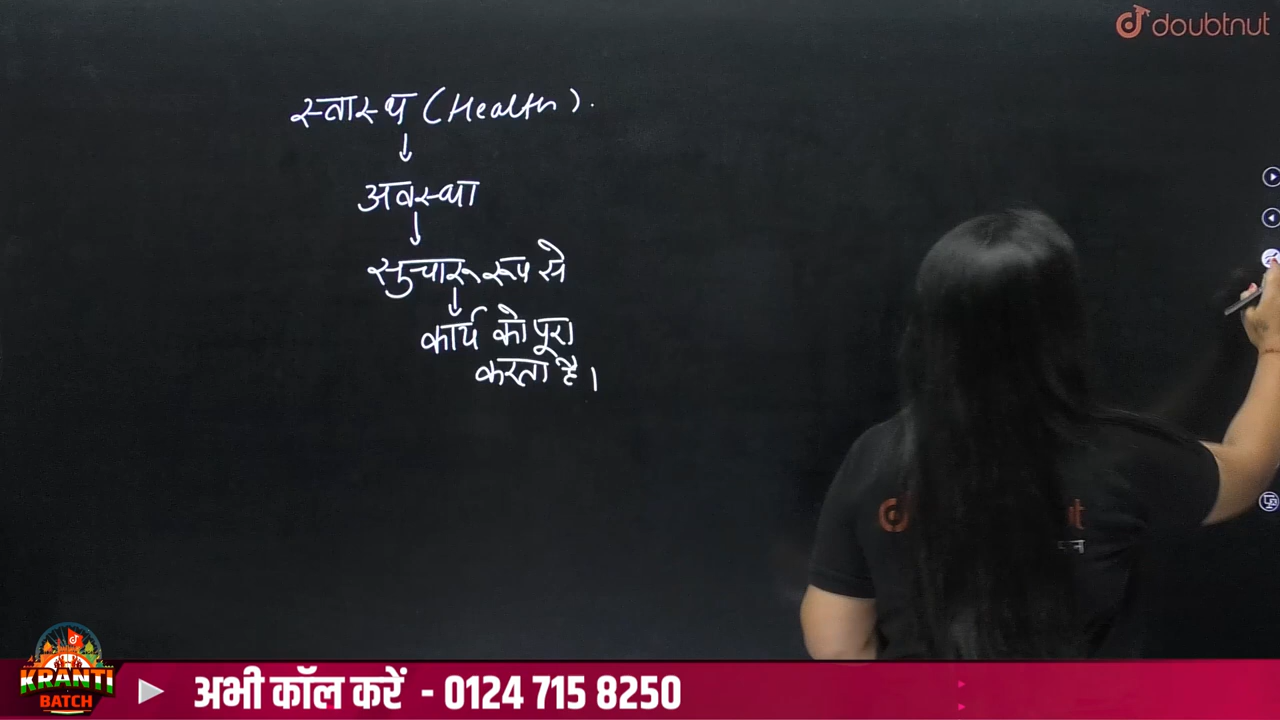 doubtnut
स्तास्थ (Health).
↓
अवस्था
↓
सुचारू रूप से
↓
कार्य को पूरा
करता है।
KRANTI
BATCH
अभी कॉल करें - 0124 715 8250